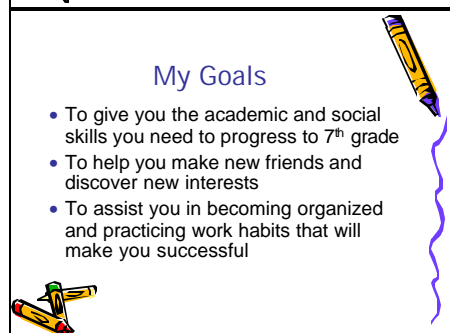 My Goals
• To give you the academic and social
skills you need to progress to 7th grade
• To help you make new friends and
discover new interests
• To assist you in becoming organized
and practicing work habits that will
make you successful